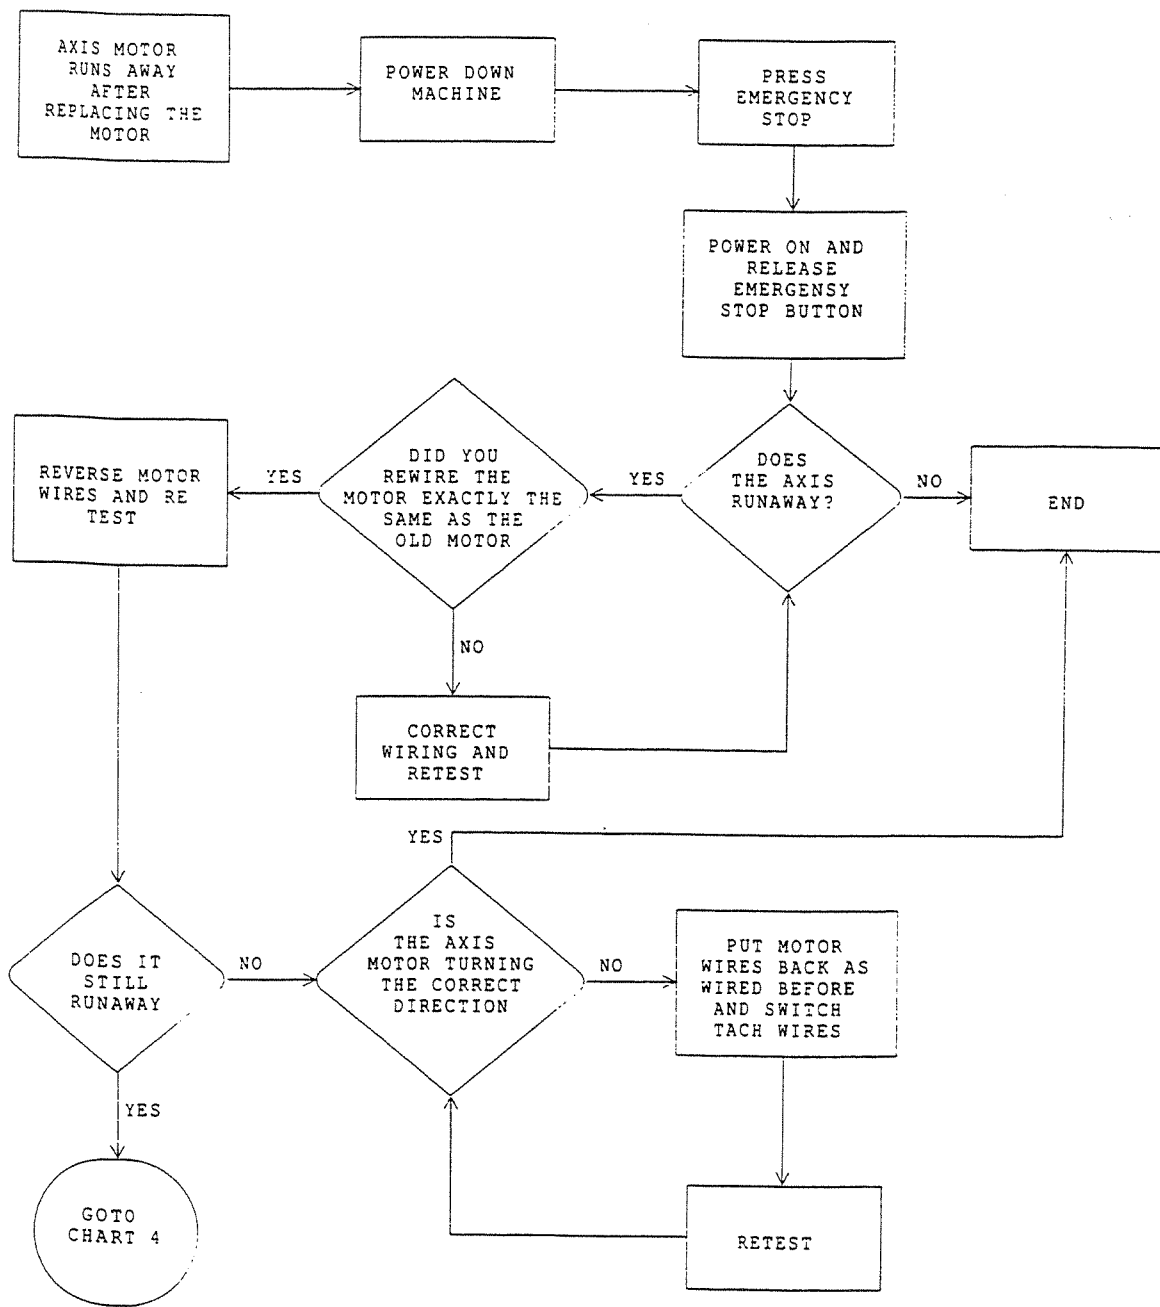 AXIS MOTOR
RUNS AWAY
AFTER
REPLACING THE
MOTOR
POWER DOWN
MACHINE
PRESS
EMERGENCY
STOP
POWER ON AND
RELEASE
EMERGENSY
STOP BUTTON
DOES
THE AXIS
RUNAWAY?
NO
END
YES
DID YOU
REWIRE THE
MOTOR EXACTLY THE
SAME AS THE
OLD MOTOR
YES
REVERSE MOTOR
WIRES AND RE
TEST
NO
CORRECT
WIRING AND
RETEST
DOES IT
STILL
RUNAWAY
NO
YES
GOTO
CHART 4
IS
THE AXIS
MOTOR TURNING
THE CORRECT
DIRECTION
YES
NO
PUT MOTOR
WIRES BACK AS
WIRED BEFORE
AND SWITCH
TACH WIRES
RETEST